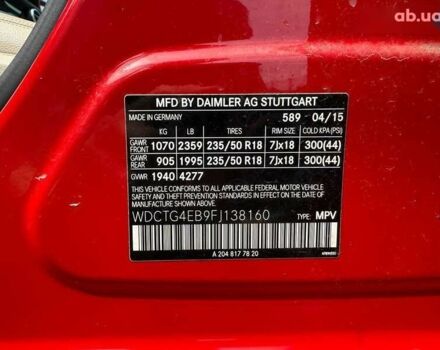 ab.ua
MFD BY DAIMLER AG STUTTGART
MADE IN GERMANY 589 04/15
KG LB TIRE SIZE RIM SIZE COLD KPA (PSI)
GAWR FRONT 1070 2359 235/50 R18 7Jx18 300(44)
GAWR REAR 905 1995 235/50 R18 7Jx18 300(44)
GVWR 1940 4277
THIS VEHICLE CONFORMS TO ALL APPLICABLE U.S. FEDERAL MOTOR
VEHICLE SAFETY, BUMPER, AND THEFT PREVENTION STANDARDS
IN EFFECT ON THE DATE OF MANUFACTURE SHOWN ABOVE.
WDCTG4EB9FJ138160 TYPE: MPV
A 204 817 78 20